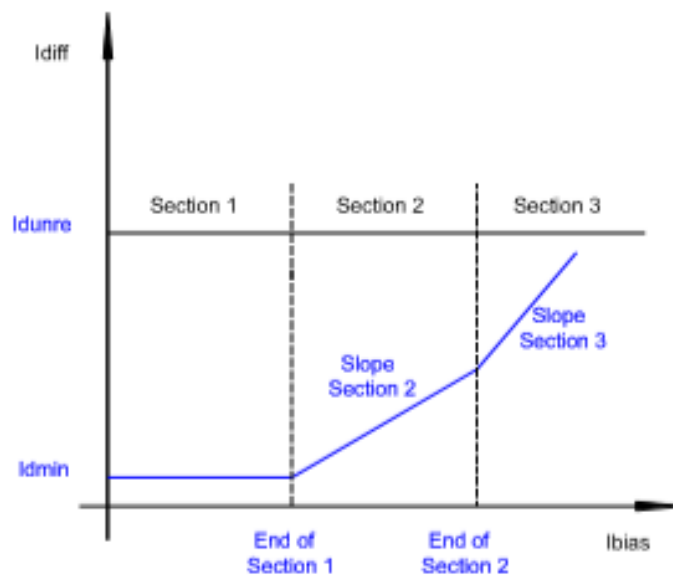 Idiff
Section 1
Section 2
Section 3
Idunre
Slope
Section 3
Slope
Section 2
Idmin
End of
Section 1
End of
Section 2
Ibias